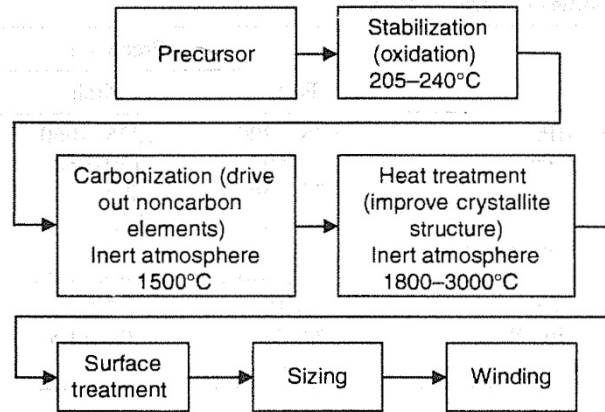 Precursor
Stabilization
(oxidation)
205–240°C
Carbonization (drive
out noncarbon
elements)
Inert atmosphere
1500°C
Heat treatment
(improve crystallite
structure)
Inert atmosphere
1800–3000°C
Surface
treatment
Sizing
Winding